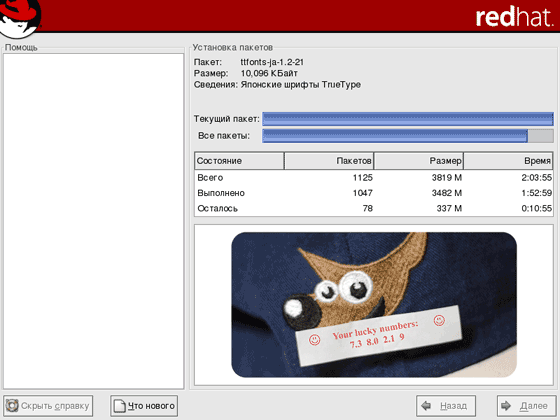 redhat.
Помощь
Установка пакетов
Пакет: ttfonts-ja-1.2-21
Размер: 10,096 КБайт
Сведения: Японские шрифты TrueType
Текущий пакет:
Все пакеты:
Состояние Пакетов Размер Время
Всего 1125 3819 M 2:03:55
Выполнено 1047 3482 M 1:52:59
Осталось 78 337 M 0:10:55
Your lucky numbers:
7.3 8.0 2.1 9
Скрыть справку
Что нового
Назад
Далее